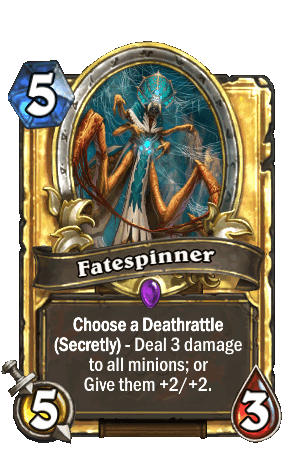 5
Fatespinner
Choose a Deathrattle
(Secretly) - Deal 3 damage
to all minions; or
Give them +2/+2.
5
3